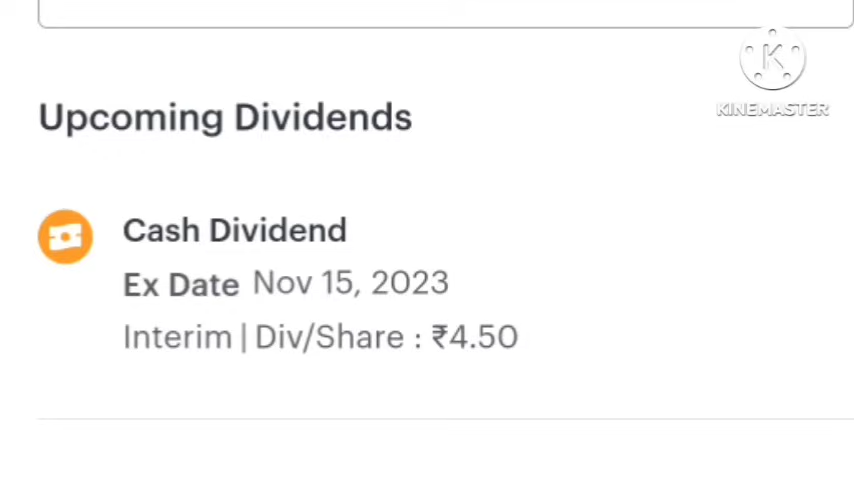 K
KINEMASTER
Upcoming Dividends
Cash Dividend
Ex Date Nov 15, 2023
Interim | Div/Share : ₹4.50